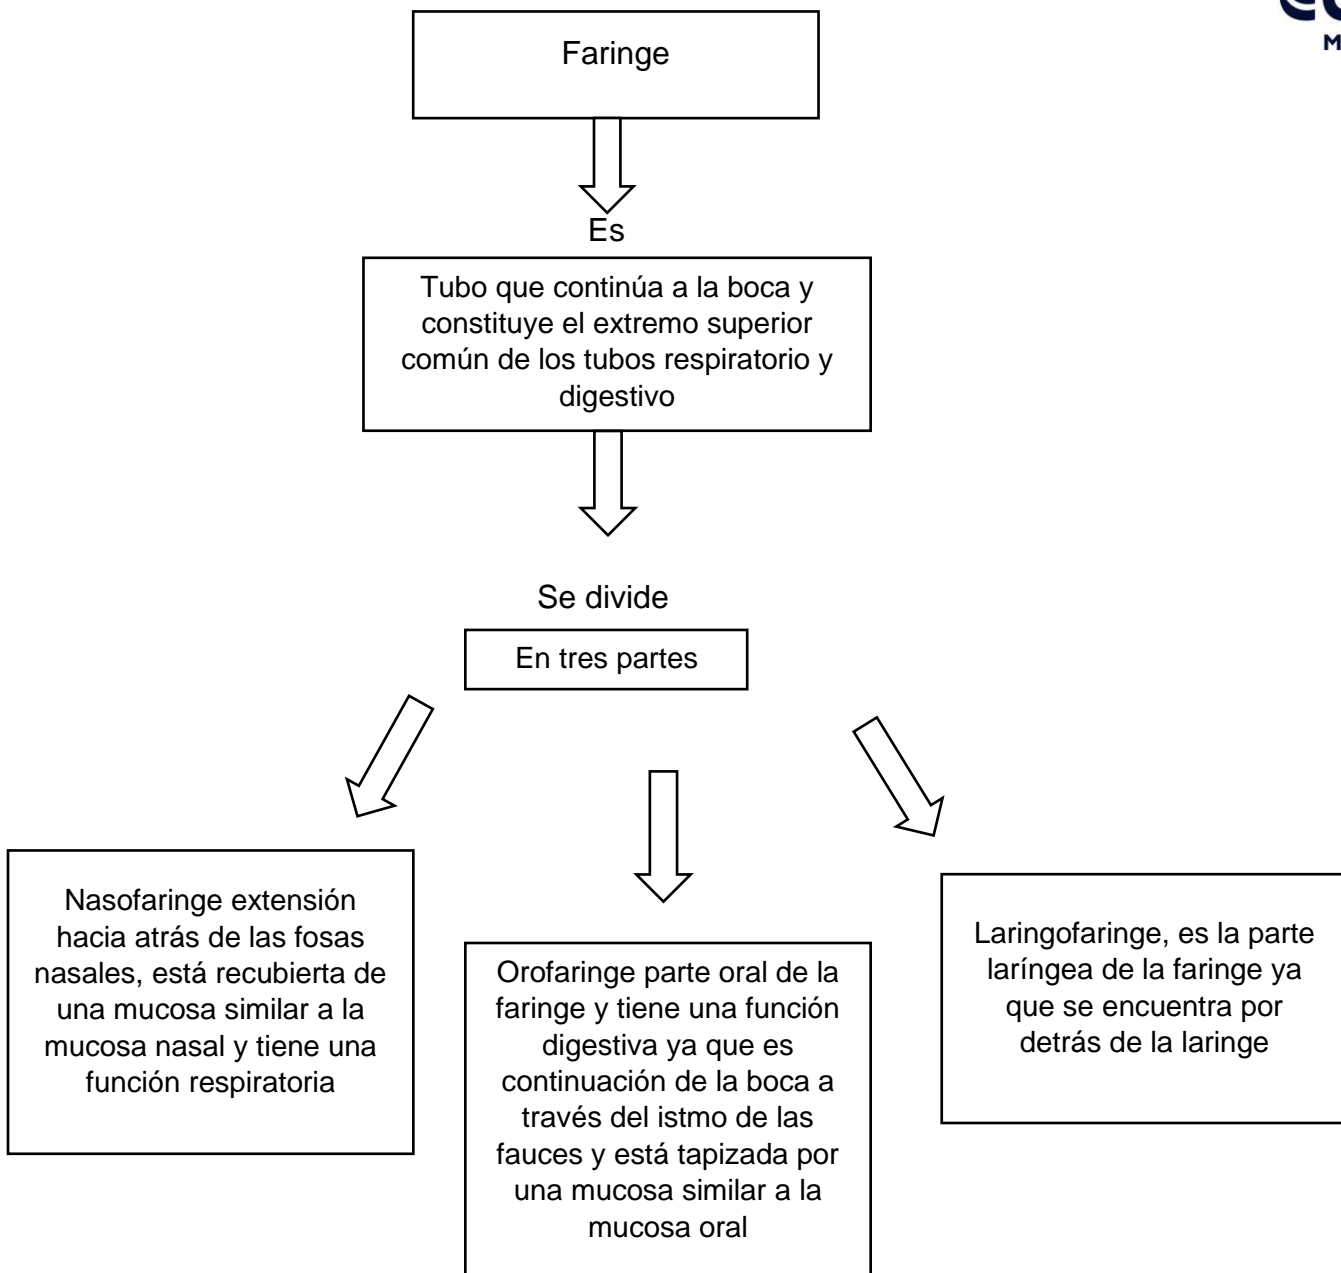 Faringe
Es
Tubo que continúa a la boca y
constituye el extremo superior
común de los tubos respiratorio y
digestivo
Se divide
En tres partes
Nasofaringe extensión
hacia atrás de las fosas
nasales, está recubierta de
una mucosa similar a la
mucosa nasal y tiene una
función respiratoria
Orofaringe parte oral de la
faringe y tiene una función
digestiva ya que es
continuación de la boca a
través del istmo de las
fauces y está tapizada por
una mucosa similar a la
mucosa oral
Laringofaringe, es la parte
laríngea de la faringe ya
que se encuentra por
detrás de la laringe